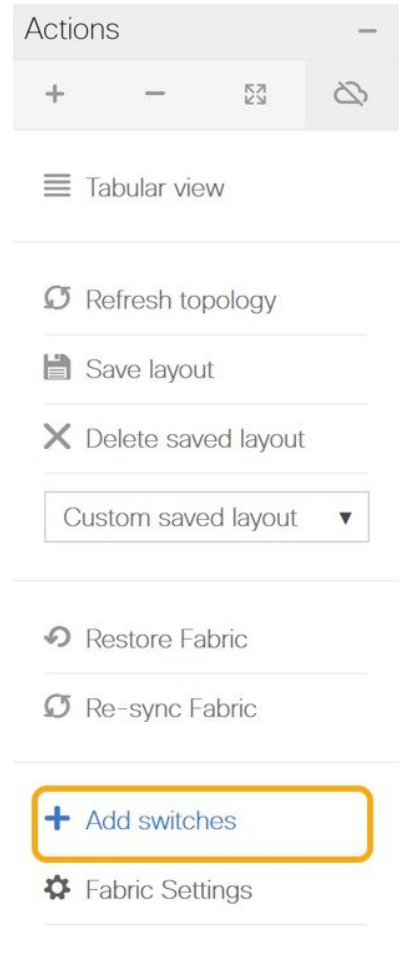 Actions
Tabular view
Refresh topology
Save layout
Delete saved layout
Custom saved layout
Restore Fabric
Re-sync Fabric
Add switches
Fabric Settings